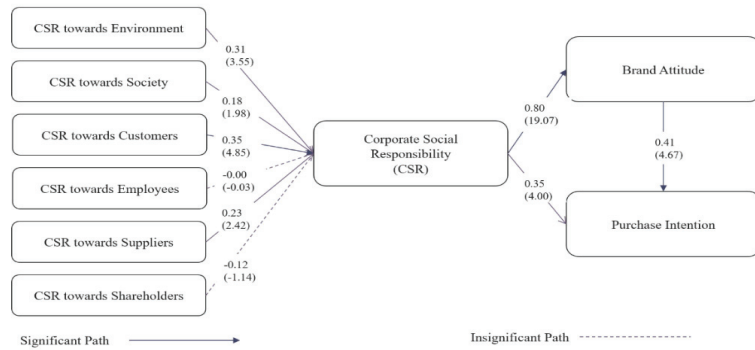 CSR towards Environment
0.31
(3.55)
CSR towards Society
0.18
(1.98)
CSR towards Customers
0.35
(4.85)
CSR towards Employees
-0.00
(-0.03)
CSR towards Suppliers
0.23
(2.42)
CSR towards Shareholders
-0.12
(-1.14)
Corporate Social
Responsibility
(CSR)
0.80
(19.07)
0.35
(4.00)
Brand Attitude
0.41
(4.67)
Purchase Intention
Significant Path
Insignificant Path